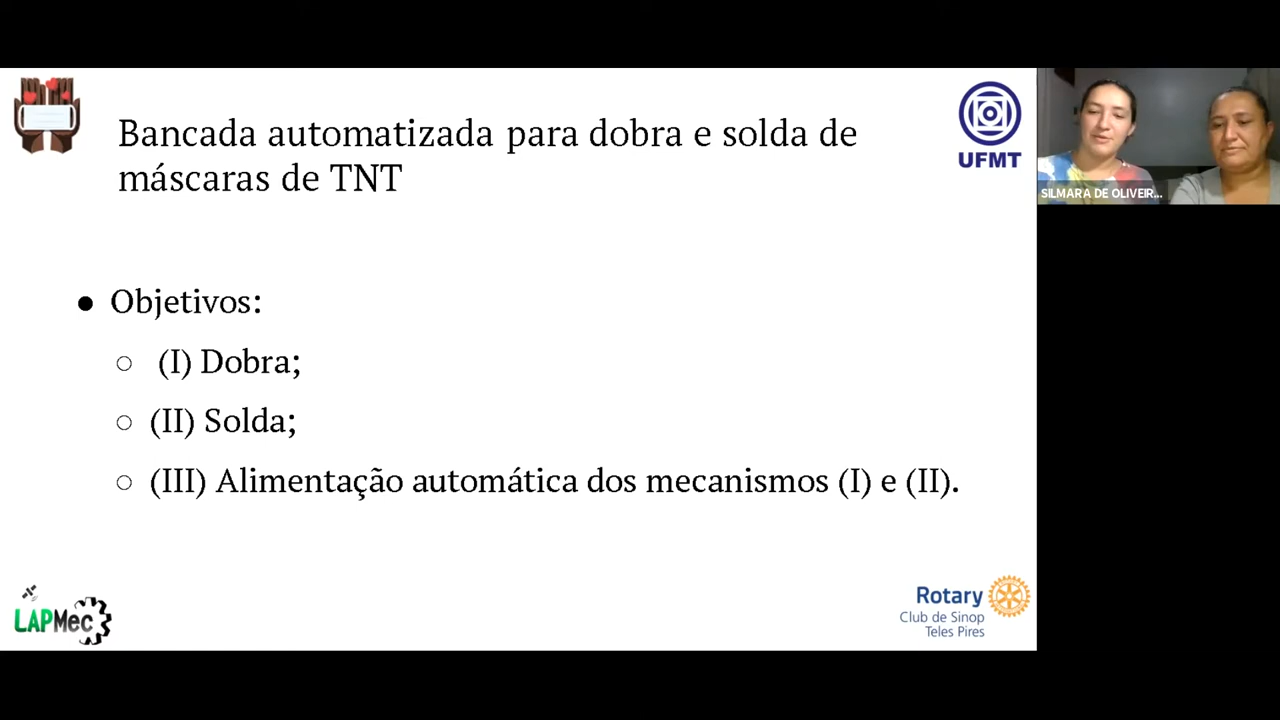 Bancada automatizada para dobra e solda de
máscaras de TNT
UFMT
SILMARA DE OLIVEIR...
● Objetivos:
○ (I) Dobra;
○ (II) Solda;
○ (III) Alimentação automática dos mecanismos (I) e (II).
LAPMec
Rotary
Club de Sinop
Teles Pires